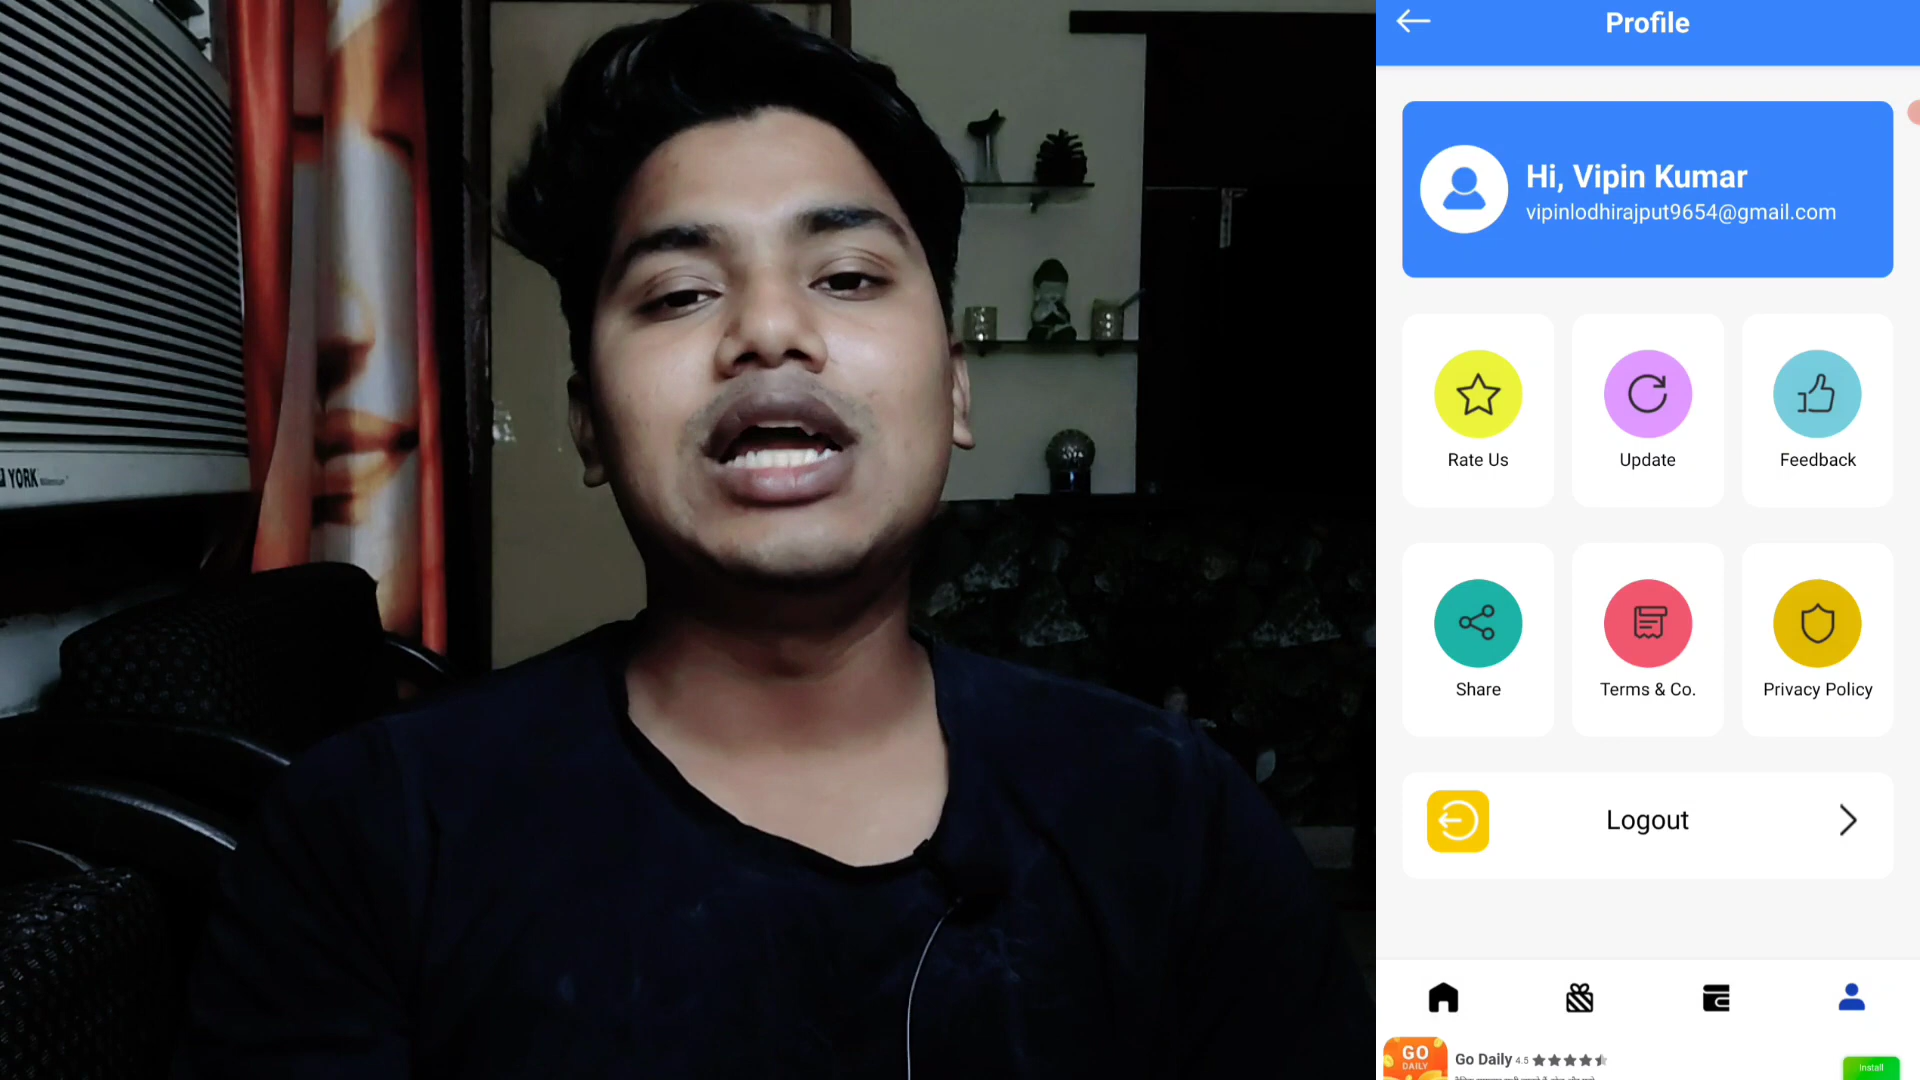 YORK
Profile
Hi, Vipin Kumar
vipinlodhirajput9654@gmail.com
Rate Us
Update
Feedback
Share
Terms & Co.
Privacy Policy
Logout
GO
DAILY
Go Daily 4.5
Install